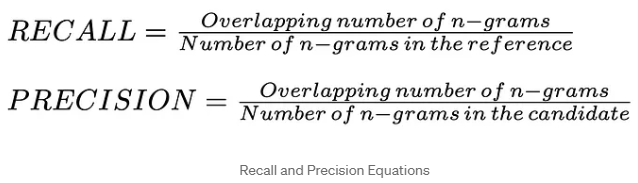 RECALL = Overlapping number of n-grams
Number of n-grams in the reference
PRECISION = Overlapping number of n-grams
Number of n-grams in the candidate
Recall and Precision Equations